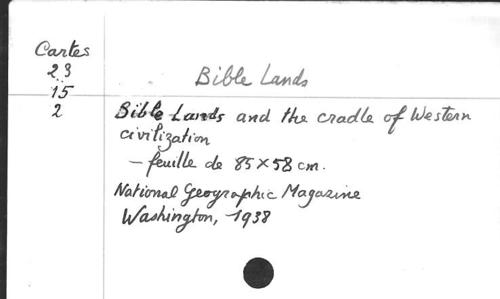 Cartes
23
15
2
Bible Lands
Bible Lands and the cradle of Western
civilization
- feuille de 85 x 58 cm.
National Geographic Magazine
Washington, 1938